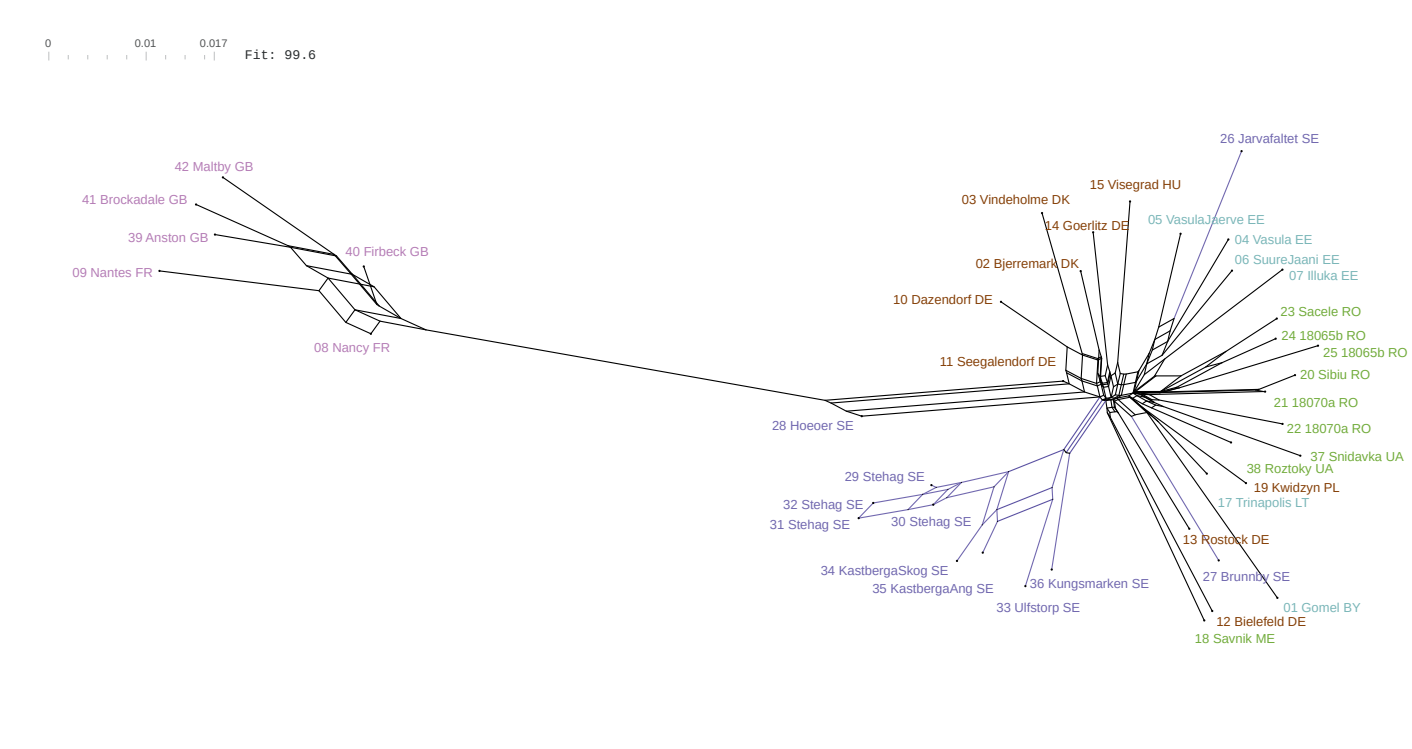 0 0.01 0.017
Fit: 99.6
26 Jarvafaltet SE
42 Maltby GB
15 Visegrad HU
41 Brockadale GB
03 Vindeholme DK
05 VasulaJaerve EE
14 Goerlitz DE
39 Anston GB
04 Vasula EE
40 Firbeck GB
06 SuureJaani EE
02 Bjerremark DK
09 Nantes FR
07 Illuka EE
10 Dazendorf DE
23 Sacele RO
24 18065b RO
08 Nancy FR
25 18065b RO
11 Seegalendorf DE
20 Sibiu RO
21 18070a RO
28 Hoeoer SE
22 18070a RO
37 Snidavka UA
38 Roztoky UA
29 Stehag SE
19 Kwidzyn PL
32 Stehag SE
17 Trinapolis LT
30 Stehag SE
31 Stehag SE
13 Rostock DE
34 KastbergaSkog SE
27 Brunnby SE
36 Kungsmarken SE
35 KastbergaAng SE
33 Ulfstorp SE
01 Gomel BY
12 Bielefeld DE
18 Savnik ME